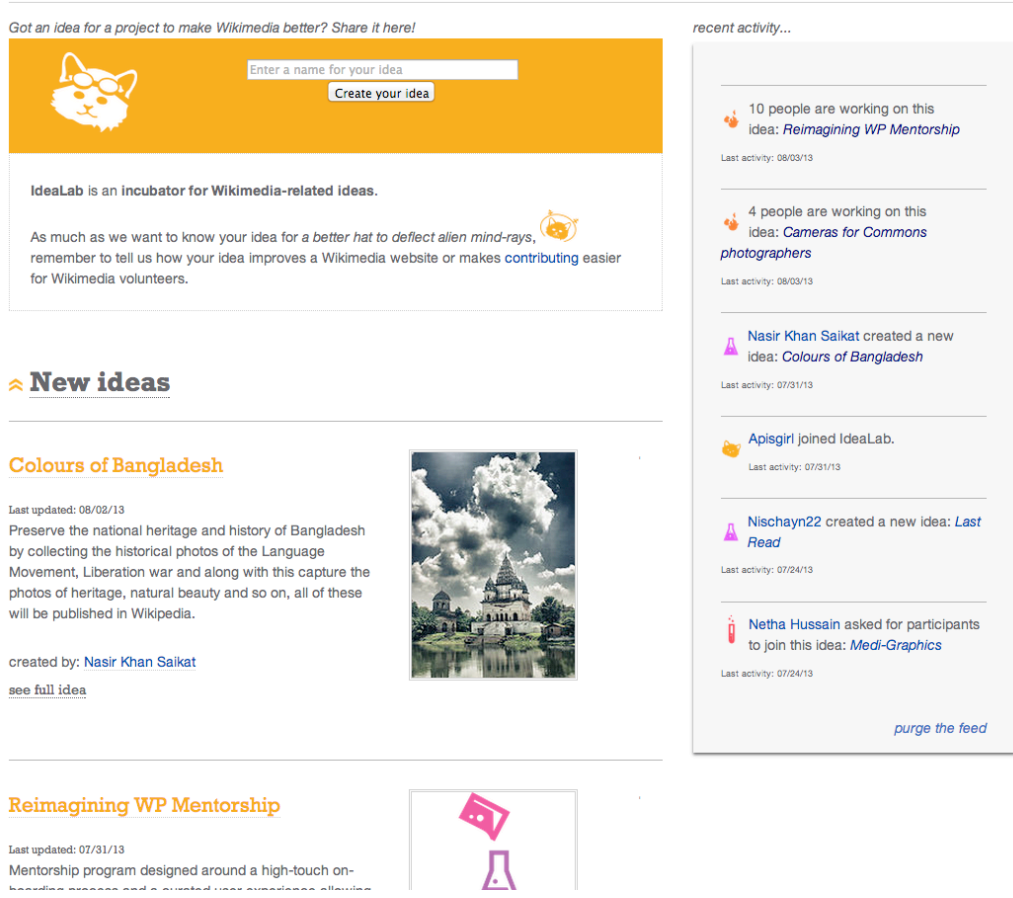 Got an idea for a project to make Wikimedia better? Share it here!
Enter a name for your idea
Create your idea
IdeaLab is an incubator for Wikimedia-related ideas.
As much as we want to know your idea for a better hat to deflect alien mind-rays,
remember to tell us how your idea improves a Wikimedia website or makes contributing easier
for Wikimedia volunteers.
New ideas
Colours of Bangladesh
Last updated: 08/02/13
Preserve the national heritage and history of Bangladesh
by collecting the historical photos of the Language
Movement, Liberation war and along with this capture the
photos of heritage, natural beauty and so on, all of these
will be published in Wikipedia.
created by: Nasir Khan Saikat
see full idea
Reimagining WP Mentorship
Last updated: 07/31/13
Mentorship program designed around a high-touch on-
boarding process and a curated user experience allowing
recent activity...
10 people are working on this
idea: Reimagining WP Mentorship
Last activity: 08/03/13
4 people are working on this
idea: Cameras for Commons
photographers
Last activity: 08/03/13
Nasir Khan Saikat created a new
idea: Colours of Bangladesh
Last activity: 07/31/13
Apisgirl joined IdeaLab.
Last activity: 07/31/13
Nischayn22 created a new idea: Last
Read
Last activity: 07/24/13
Netha Hussain asked for participants
to join this idea: Medi-Graphics
Last activity: 07/24/13
purge the feed